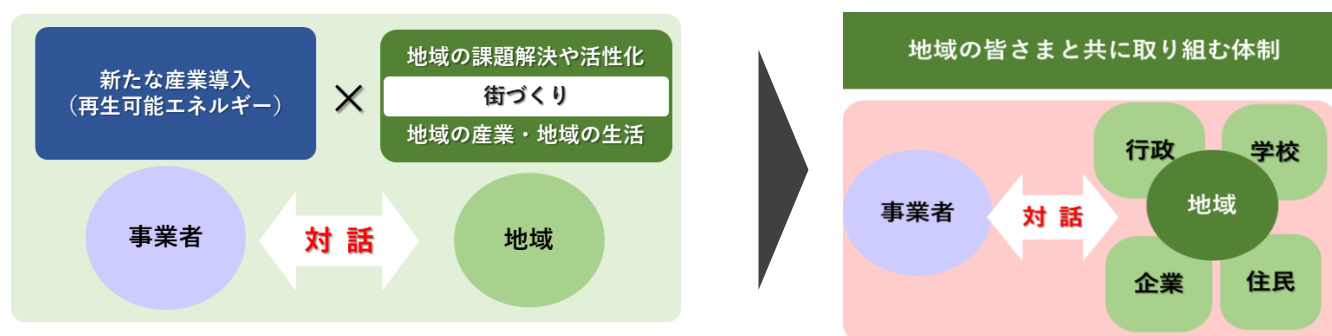 新たな産業導入
（再生可能エネルギー）
×
地域の課題解決や活性化
街づくり
地域の産業・地域の生活
事業者
対 話
地域
地域の皆さまと共に取り組む体制
行政
学校
事業者
対 話
地域
企業
住民